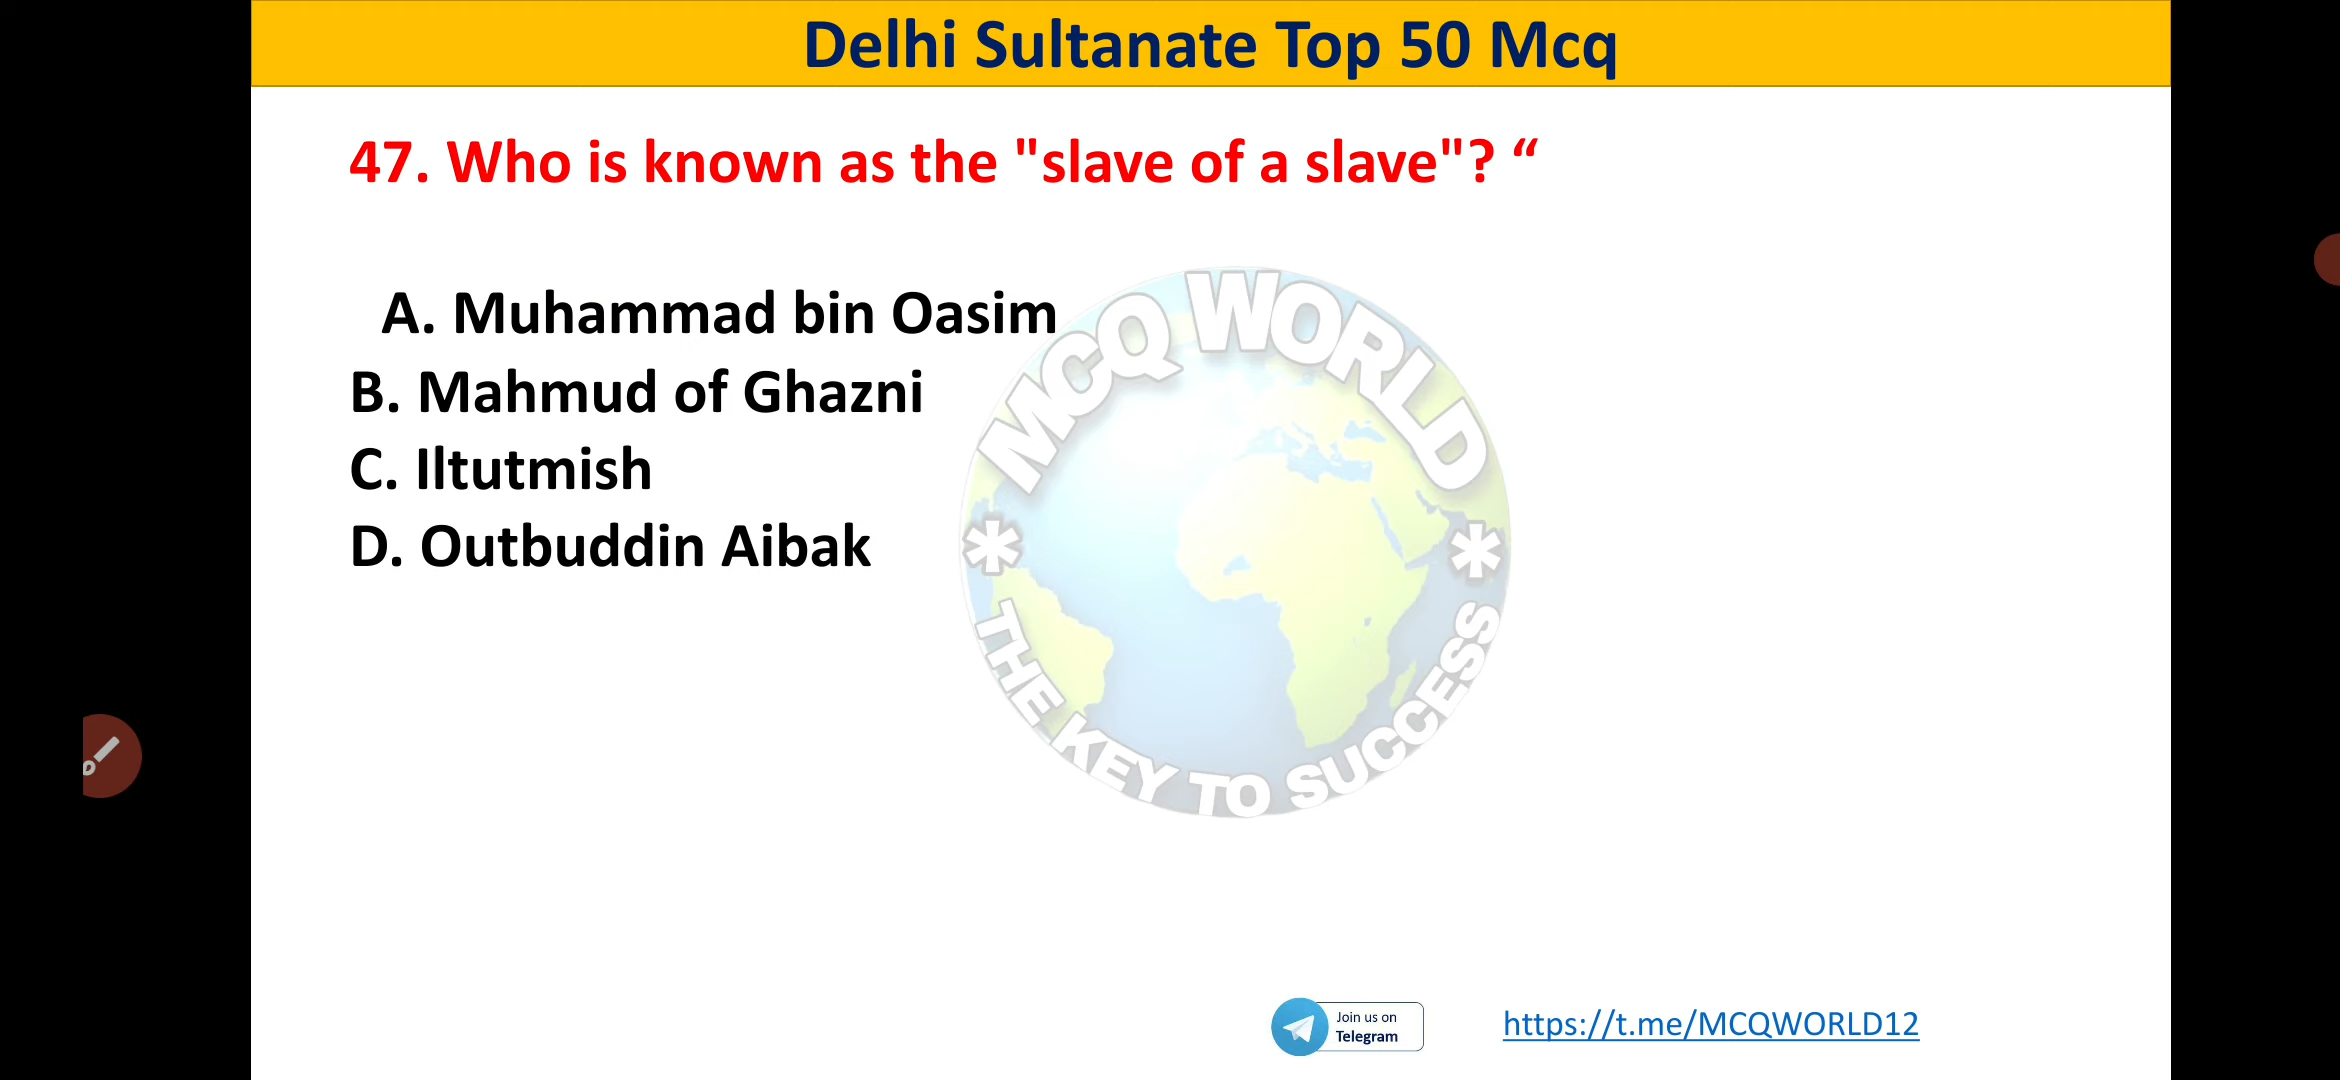 Delhi Sultanate Top 50 Mcq
47. Who is known as the "slave of a slave"? “
A. Muhammad bin Oasim
B. Mahmud of Ghazni
C. Iltutmish
D. Outbuddin Aibak
MCQ WORLD
* *
THE KEY TO SUCCESS
Join us on
Telegram
https://t.me/MCQWORLD12